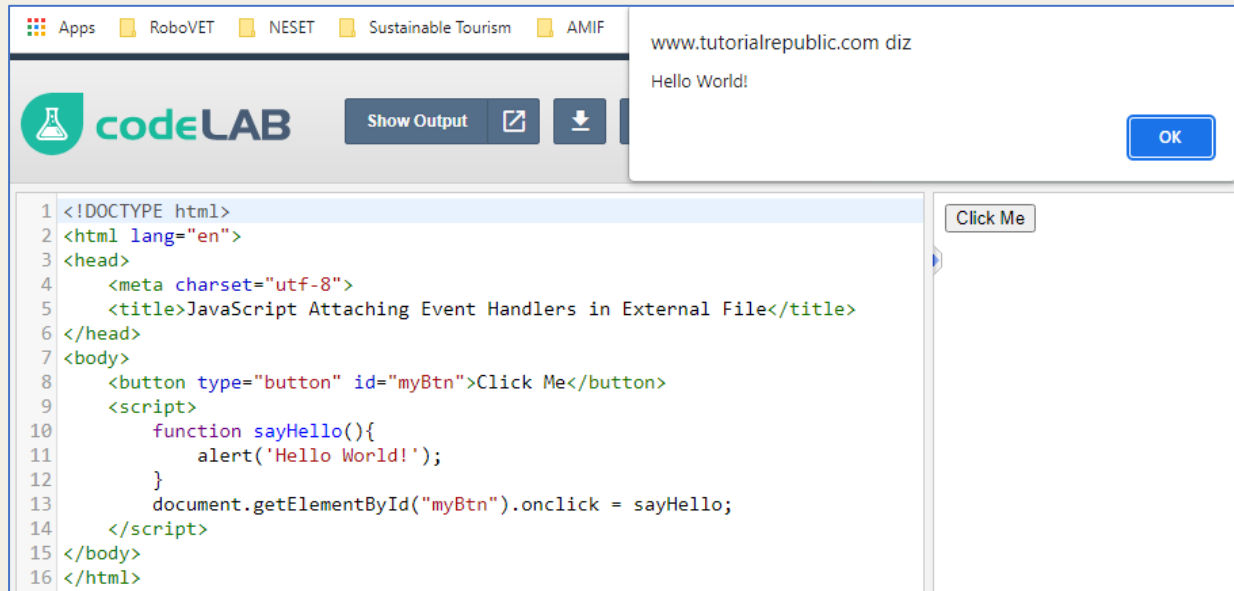 Apps RoboVET NESET Sustainable Tourism AMIF
www.tutorialrepublic.com diz
Hello World!
OK
codeLAB
Show Output
1 <!DOCTYPE html>
2 <html lang="en">
3 <head>
4     <meta charset="utf-8">
5     <title>JavaScript Attaching Event Handlers in External File</title>
6 </head>
7 <body>
8     <button type="button" id="myBtn">Click Me</button>
9     <script>
10         function sayHello(){
11             alert('Hello World!');
12         }
13         document.getElementById("myBtn").onclick = sayHello;
14     </script>
15 </body>
16 </html>
Click Me